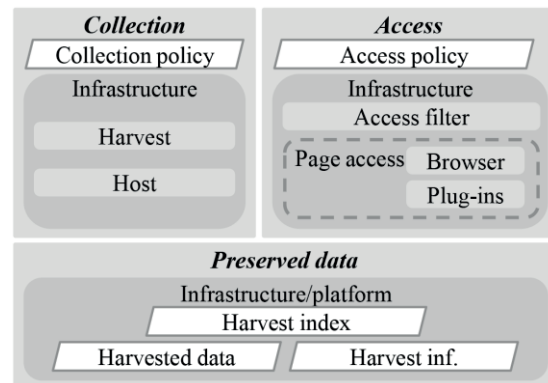 Collection
Collection policy
Infrastructure
Harvest
Host
Access
Access policy
Infrastructure
Access filter
Page access
Browser
Plug-ins
Preserved data
Infrastructure/platform
Harvest index
Harvested data
Harvest inf.